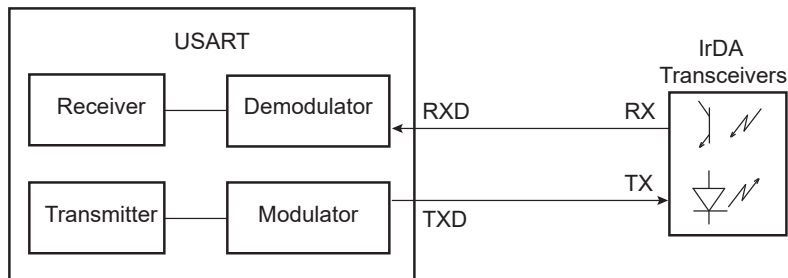 USART
IrDA
Transceivers
Receiver
Demodulator
RXD
RX
Transmitter
Modulator
TXD
TX